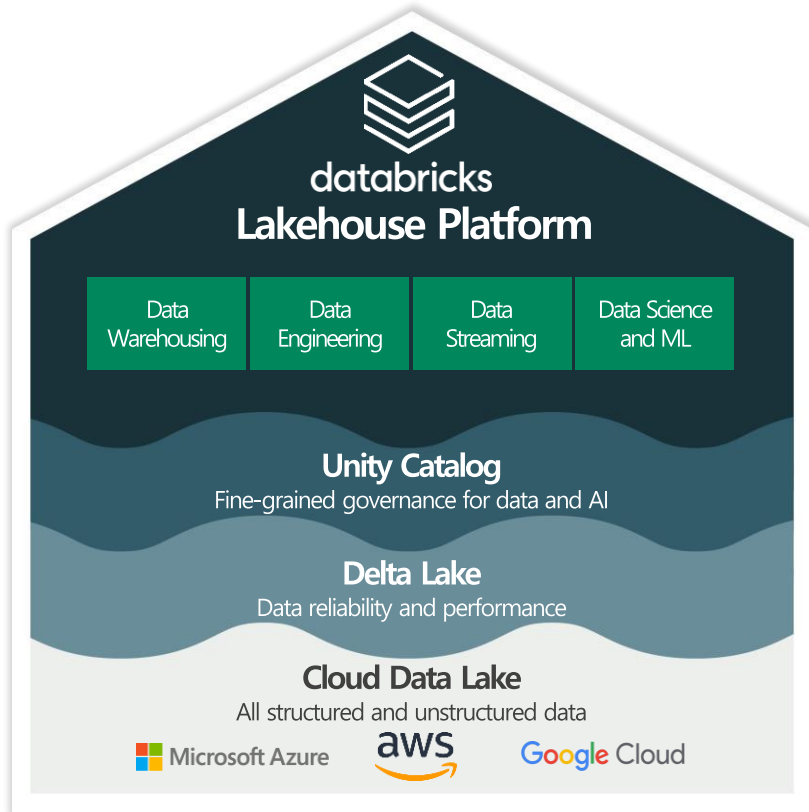 databricks
Lakehouse Platform
Data
Warehousing
Data
Engineering
Data
Streaming
Data Science
and ML
Unity Catalog
Fine-grained governance for data and AI
Delta Lake
Data reliability and performance
Cloud Data Lake
All structured and unstructured data
Microsoft Azure
aws
Google Cloud